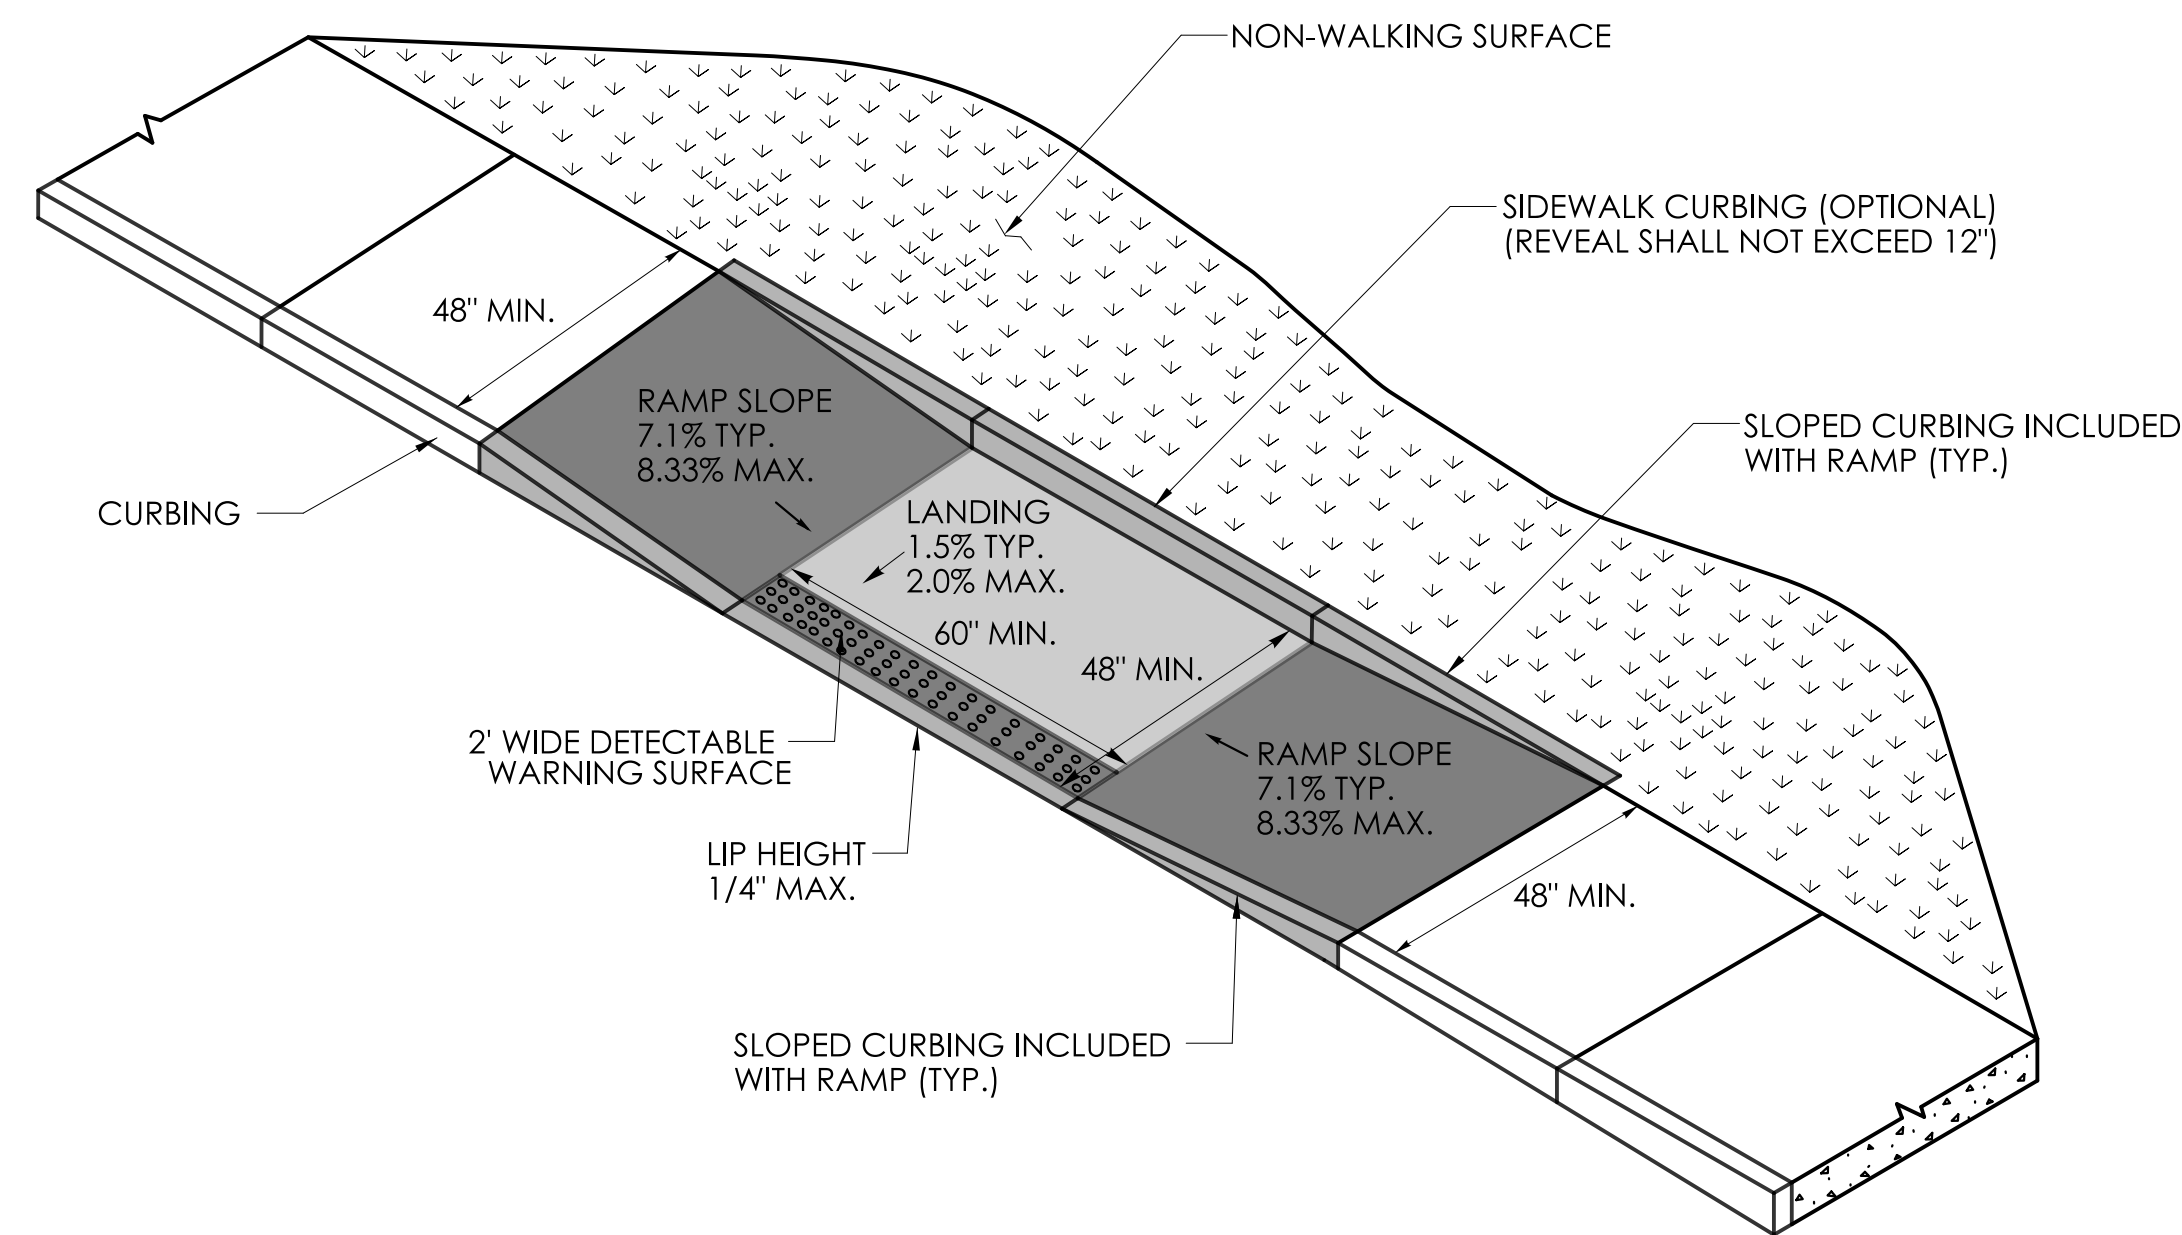 NON-WALKING SURFACE
SIDEWALK CURBING (OPTIONAL)
(REVEAL SHALL NOT EXCEED 12")
48" MIN.
RAMP SLOPE
7.1% TYP.
8.33% MAX.
SLOPED CURBING INCLUDED
WITH RAMP (TYP.)
CURBING
LANDING
1.5% TYP.
2.0% MAX.
60" MIN.
48" MIN.
2' WIDE DETECTABLE
WARNING SURFACE
RAMP SLOPE
7.1% TYP.
8.33% MAX.
LIP HEIGHT
1/4" MAX.
48" MIN.
SLOPED CURBING INCLUDED
WITH RAMP (TYP.)